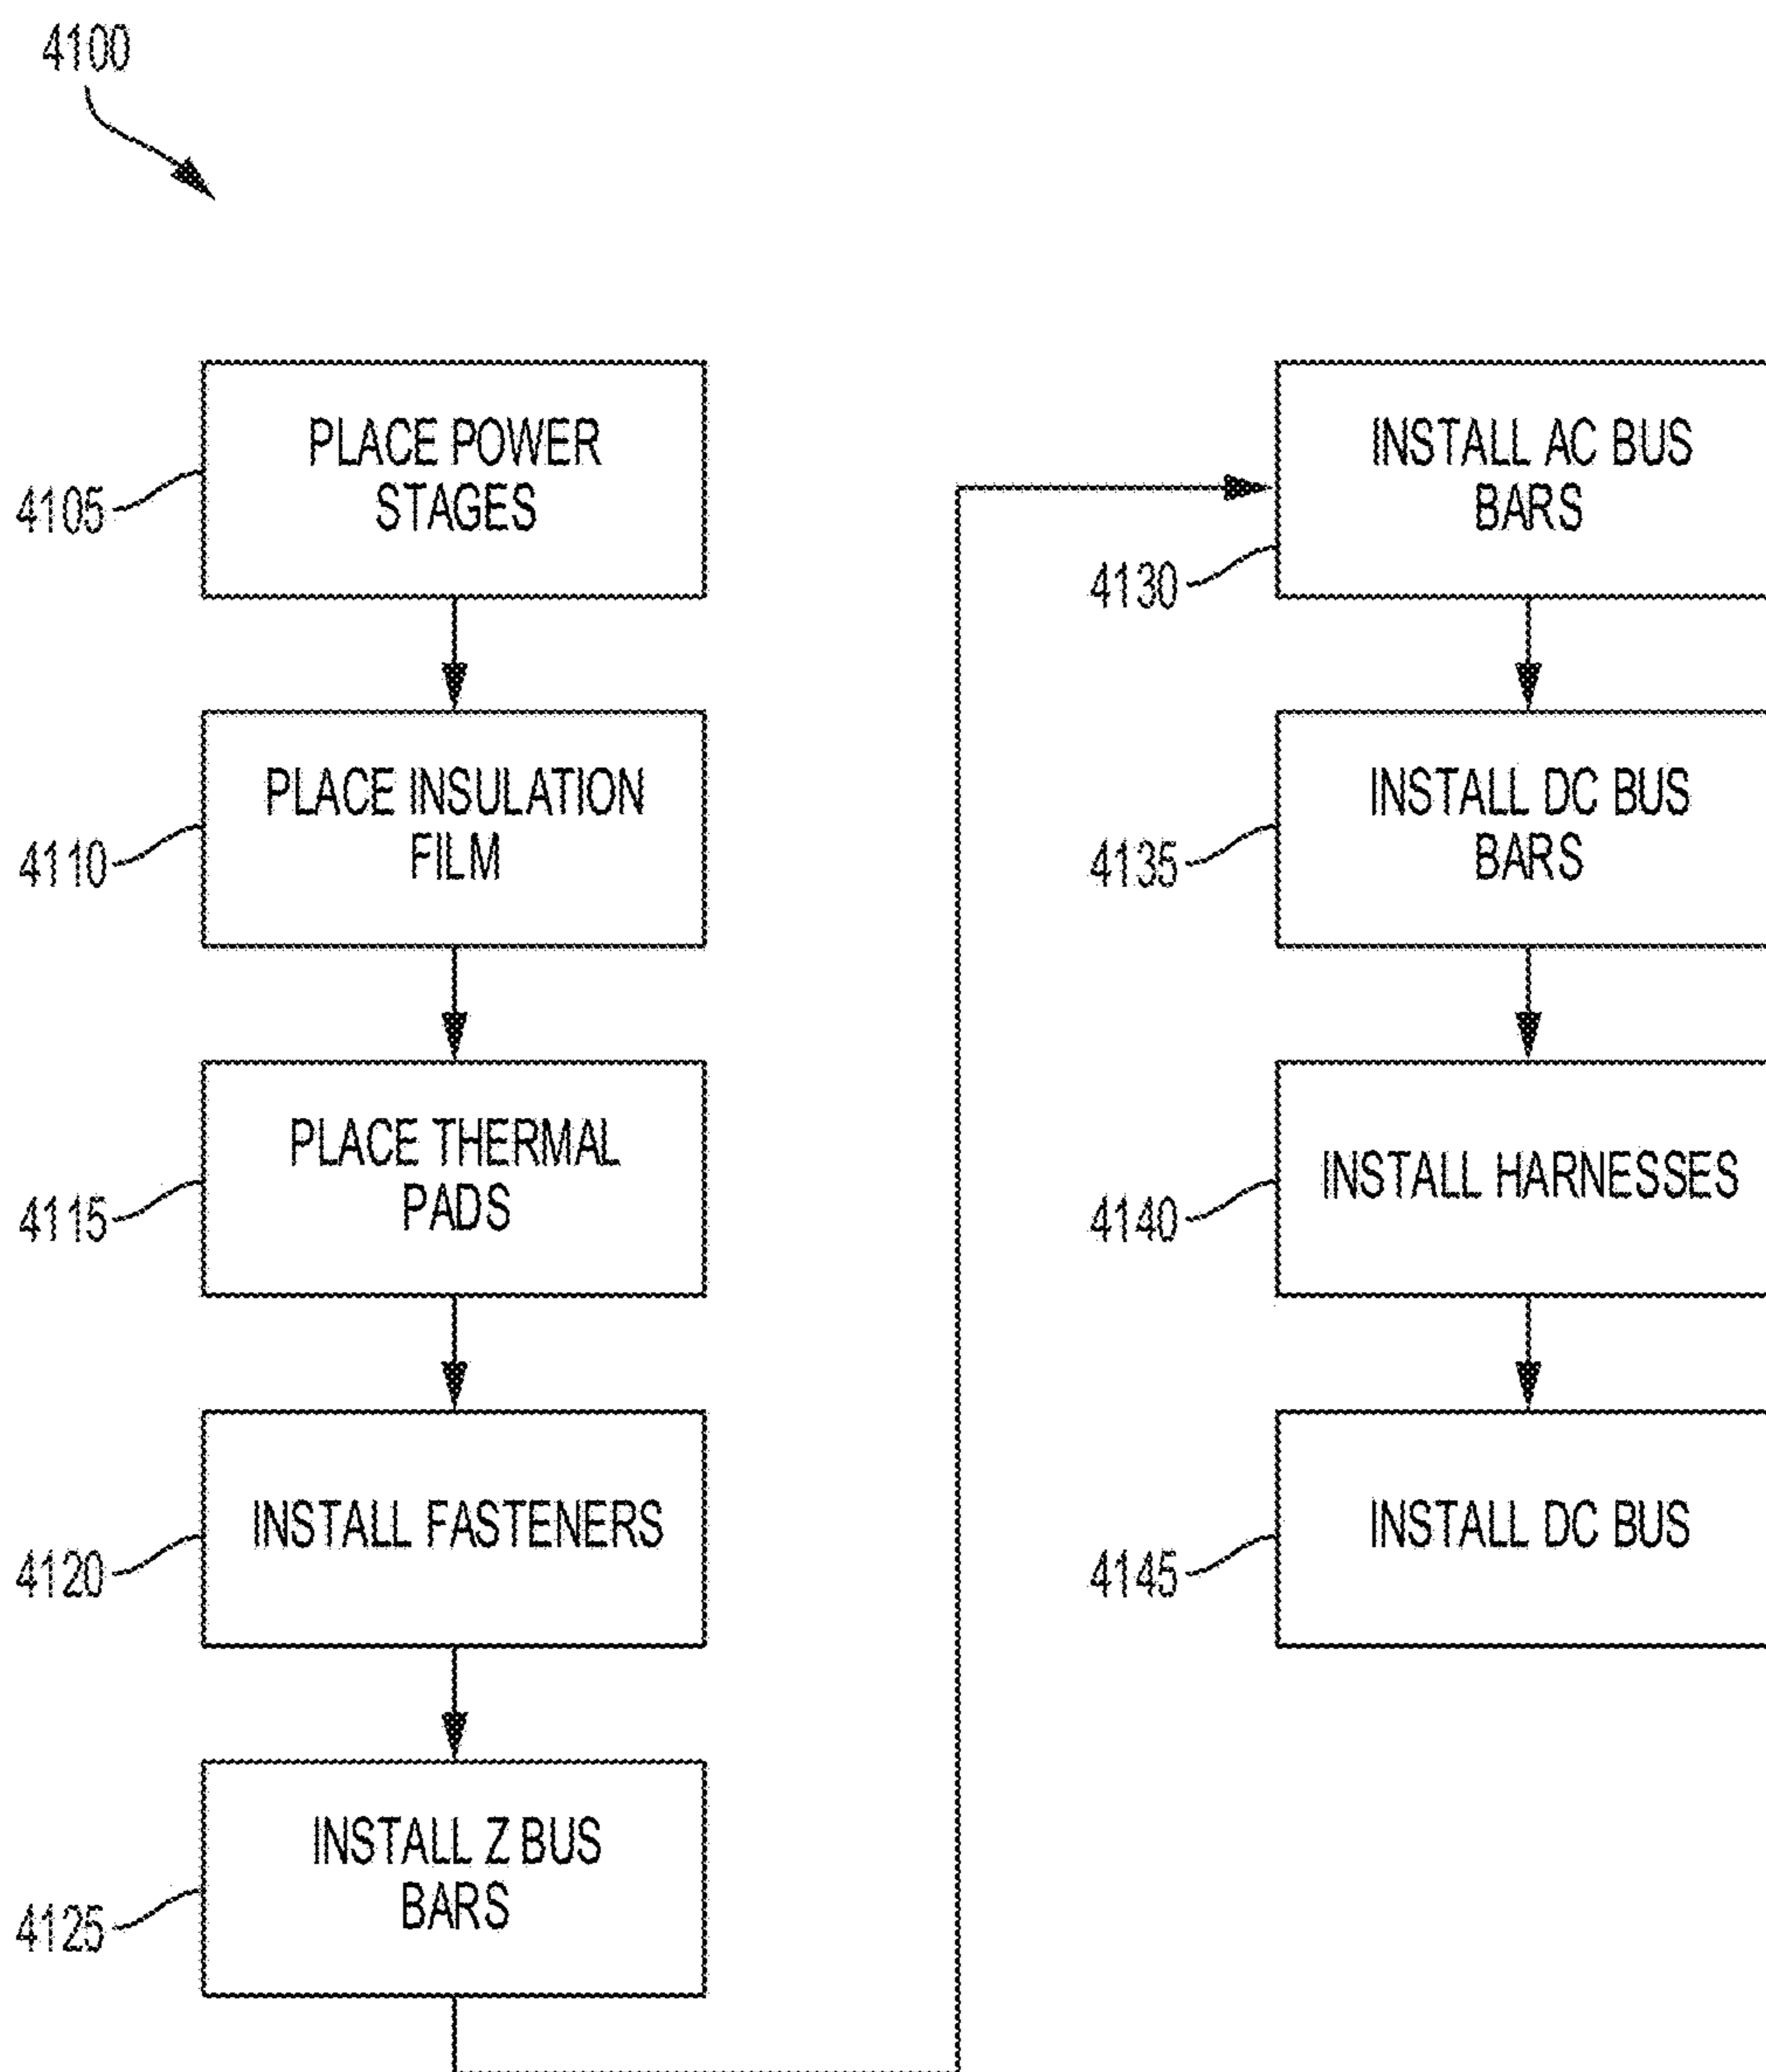 4100
PLACE POWER
STAGES
4105
PLACE INSULATION
FILM
4110
PLACE THERMAL
PADS
4115
INSTALL FASTENERS
4120
INSTALL Z BUS
BARS
4125
INSTALL AC BUS
BARS
4130
INSTALL DC BUS
BARS
4135
INSTALL HARNESSES
4140
INSTALL DC BUS
4145